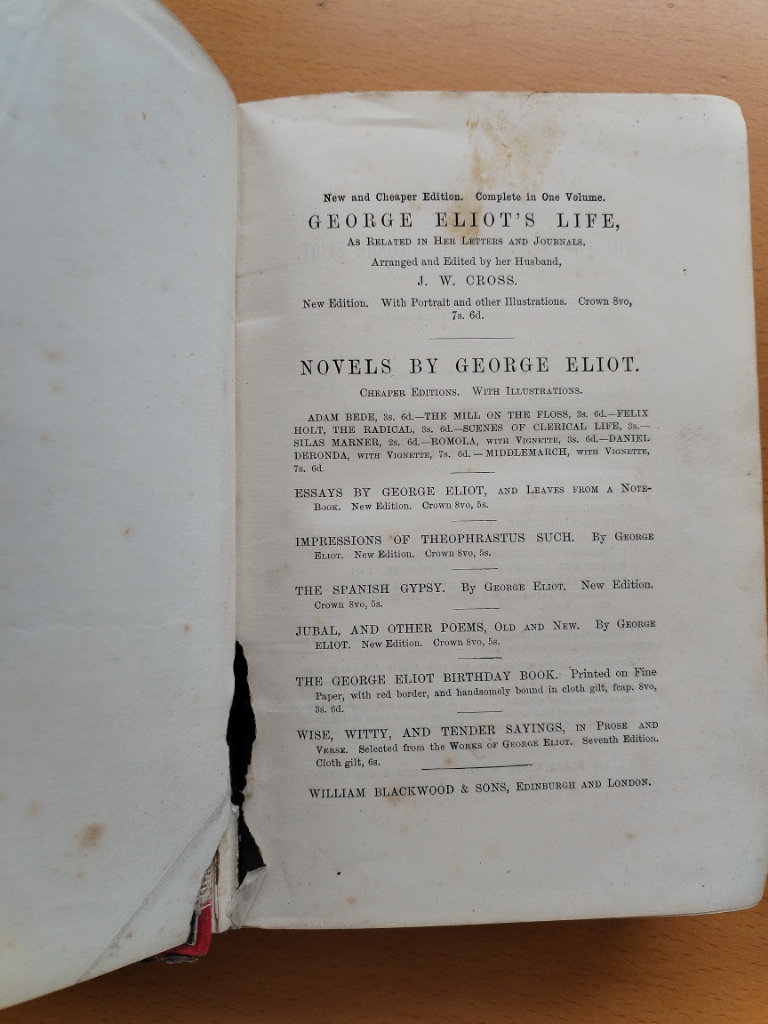 New and Cheaper Edition. Complete in One Volume.
GEORGE ELIOT'S LIFE,
AS RELATED IN HER LETTERS AND JOURNALS.
Arranged and Edited by her Husband,
J. W. CROSS.
New Edition. With Portrait and other Illustrations. Crown 8vo,
7s. 6d.
NOVELS BY GEORGE ELIOT.
CHEAPER EDITIONS. WITH ILLUSTRATIONS.
ADAM BEDE, 3s. 6d.—THE MILL ON THE FLOSS, 3s. 6d.—FELIX
HOLT, THE RADICAL, 3s. 6d.—SCENES OF CLERICAL LIFE, 3s.—
SILAS MARNER, 2s. 6d.—ROMOLA, WITH VIGNETTE, 3s. 6d.—DANIEL
DERONDA, WITH VIGNETTE, 7s. 6d.—MIDDLEMARCH, WITH VIGNETTE,
7s. 6d.
ESSAYS BY GEORGE ELIOT, AND LEAVES FROM A NOTE-
BOOK. New Edition. Crown 8vo, 5s.
IMPRESSIONS OF THEOPHRASTUS SUCH. By GEORGE
ELIOT. New Edition. Crown 8vo, 5s.
THE SPANISH GYPSY. By GEORGE ELIOT. New Edition.
Crown 8vo, 5s.
JUBAL, AND OTHER POEMS, OLD AND NEW. By GEORGE
ELIOT. New Edition. Crown 8vo, 5s.
THE GEORGE ELIOT BIRTHDAY BOOK. Printed on Fine
Paper, with red border, and handsomely bound in cloth gilt, fcap. 8vo,
3s. 6d.
WISE, WITTY, AND TENDER SAYINGS, IN PROSE AND
VERSE. Selected from the WORKS OF GEORGE ELIOT. Seventh Edition.
Cloth gilt, 6s.
WILLIAM BLACKWOOD & SONS, EDINBURGH AND LONDON.